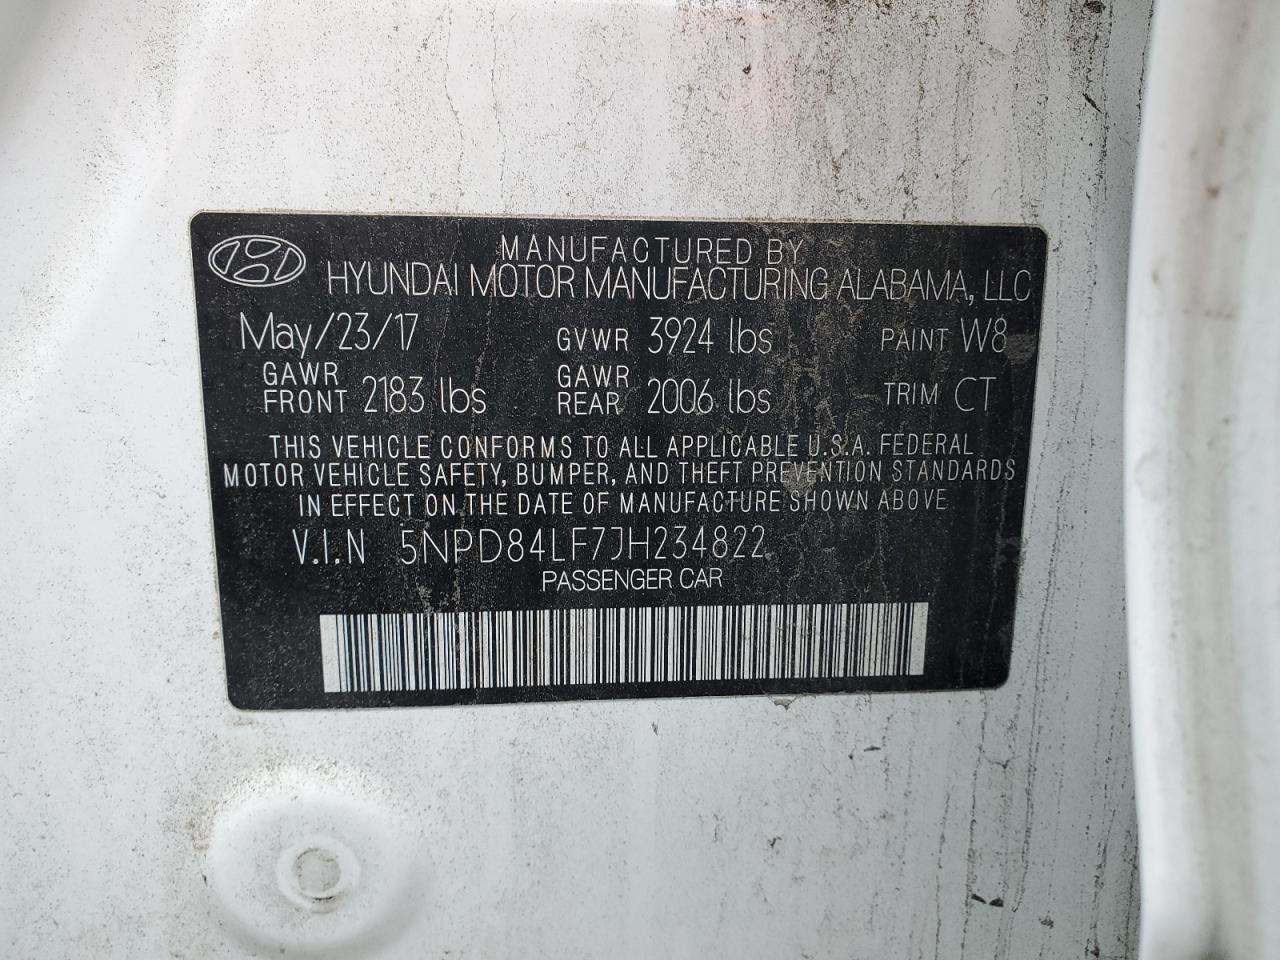 MANUFACTURED BY
HYUNDAI MOTOR MANUFACTURING ALABAMA, LLC
May/23/17 GVWR 3924 lbs PAINT W8
GAWR FRONT 2183 lbs GAWR REAR 2006 lbs TRIM CT
THIS VEHICLE CONFORMS TO ALL APPLICABLE U.S.A. FEDERAL
MOTOR VEHICLE SAFETY, BUMPER, AND THEFT PREVENTION STANDARDS
IN EFFECT ON THE DATE OF MANUFACTURE SHOWN ABOVE
V.I.N 5NPD84LF7JH234822
PASSENGER CAR